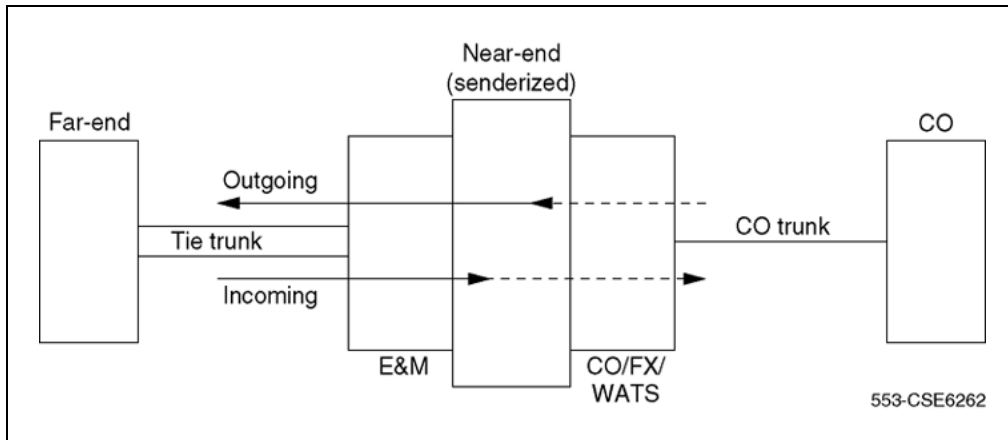 Near-end
(senderized)
Far-end
CO
Outgoing
Tie trunk
CO trunk
Incoming
E&M
CO/FX/
WATS
553-CSE6262